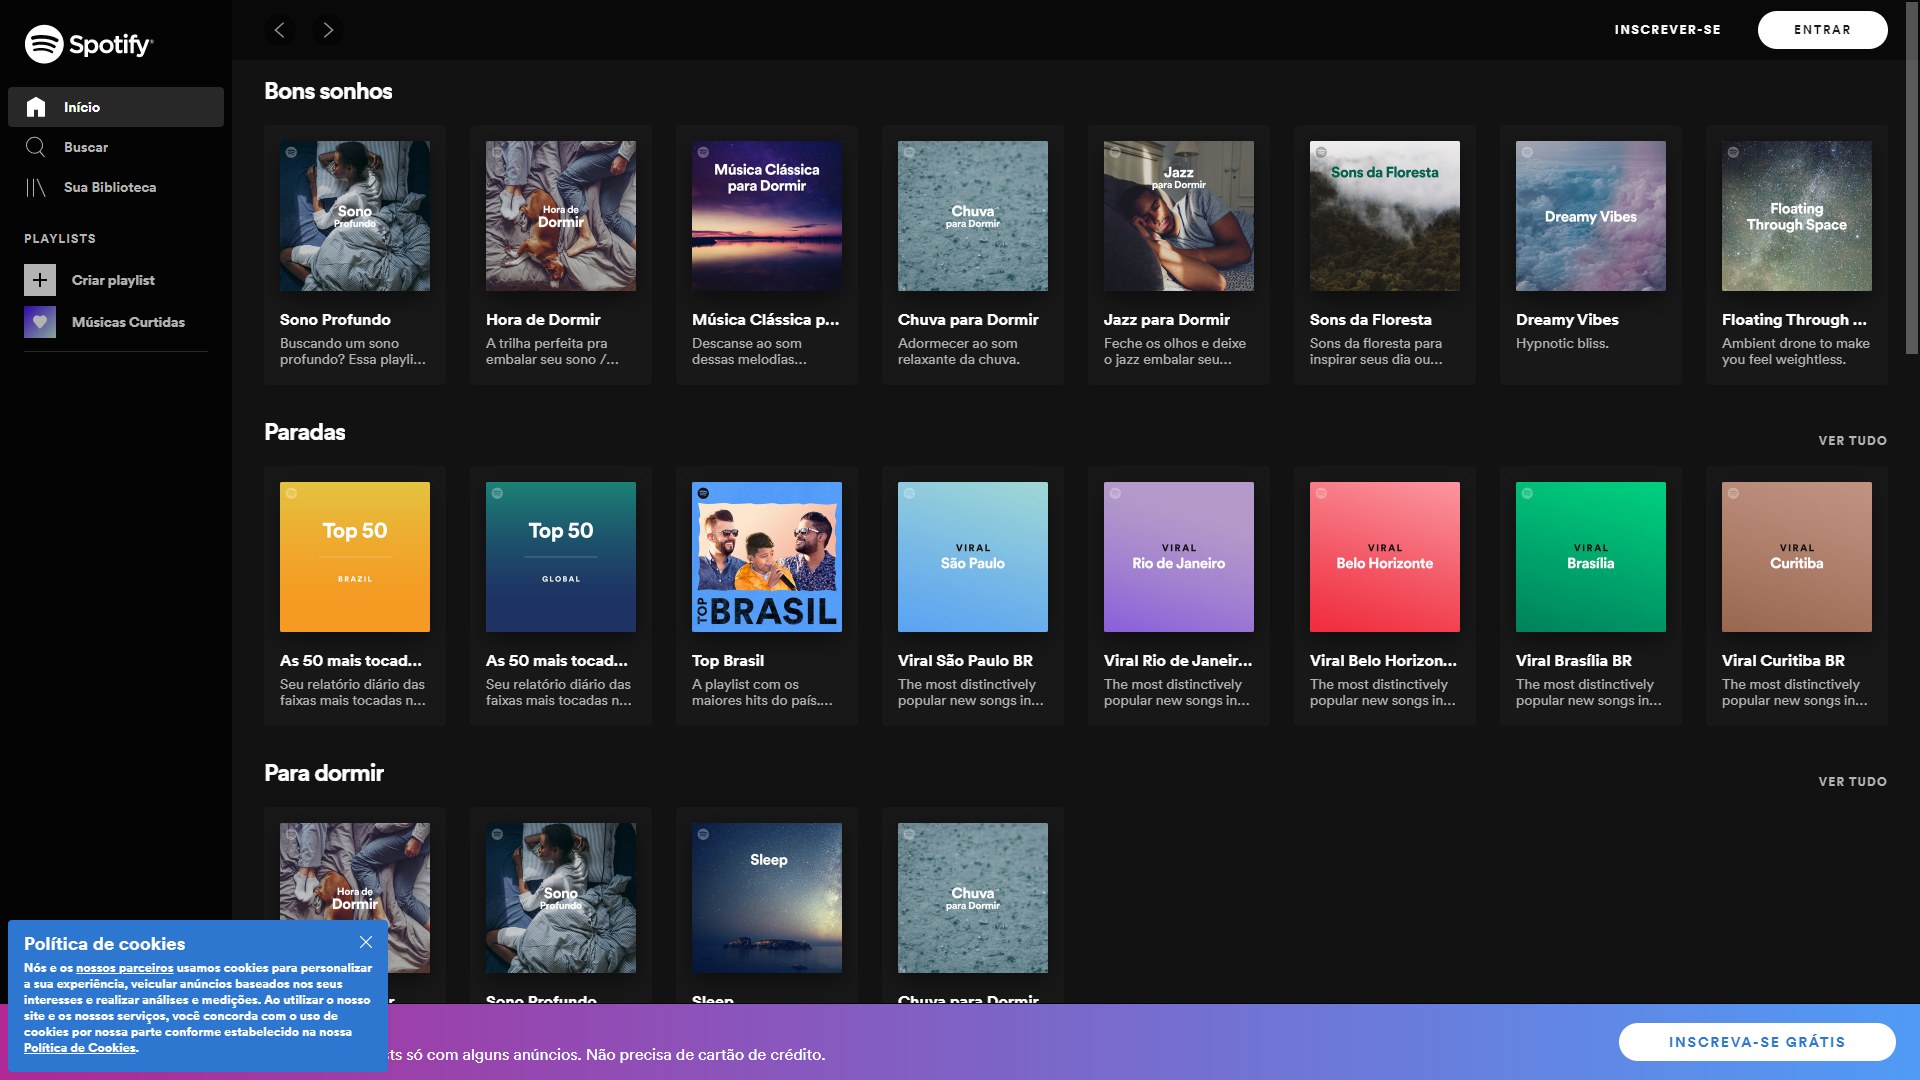 Spotify
INSCREVER-SE
ENTRAR
Início
Buscar
Sua Biblioteca
PLAYLISTS
Criar playlist
Músicas Curtidas
Bons sonhos
Sono
Profundo
Sono Profundo
Buscando um sono
profundo? Essa playli...
Hora de
Dormir
Hora de Dormir
A trilha perfeita pra
embalar seu sono /...
Música Clássica
para Dormir
Música Clássica p...
Descanse ao som
dessas melodias...
Chuva
para Dormir
Chuva para Dormir
Adormecer ao som
relaxante da chuva.
Jazz
para Dormir
Jazz para Dormir
Feche os olhos e deixe
o jazz embalar seu...
Sons da Floresta
Sons da Floresta
Sons da floresta para
inspirar seus dia ou...
Dreamy Vibes
Dreamy Vibes
Hypnotic bliss.
Floating
Through Space
Floating Through ...
Ambient drone to make
you feel weightless.
Paradas
VER TUDO
Top 50
BRAZIL
As 50 mais tocad...
Seu relatório diário das
faixas mais tocadas n...
Top 50
GLOBAL
As 50 mais tocad...
Seu relatório diário das
faixas mais tocadas n...
TOP BRASIL
Top Brasil
A playlist com os
maiores hits do país....
VIRAL
São Paulo
Viral São Paulo BR
The most distinctively
popular new songs in...
VIRAL
Rio de Janeiro
Viral Rio de Janeir...
The most distinctively
popular new songs in...
VIRAL
Belo Horizonte
Viral Belo Horizon...
The most distinctively
popular new songs in...
VIRAL
Brasília
Viral Brasília BR
The most distinctively
popular new songs in...
VIRAL
Curitiba
Viral Curitiba BR
The most distinctively
popular new songs in...
Para dormir
VER TUDO
Hora de
Dormir
Sono
Profundo
Sono Profundo
Sleep
Sleep
Chuva
para Dormir
Chuva para Dormir
Política de cookies
Nós e os nossos parceiros usamos cookies para personalizar
a sua experiência, veicular anúncios baseados nos seus
interesses e realizar análises e medições. Ao utilizar o nosso
site e os nossos serviços, você concorda com o uso de
cookies por nossa parte conforme estabelecido na nossa
Política de Cookies.
só com alguns anúncios. Não precisa de cartão de crédito.
INSCREVA-SE GRÁTIS